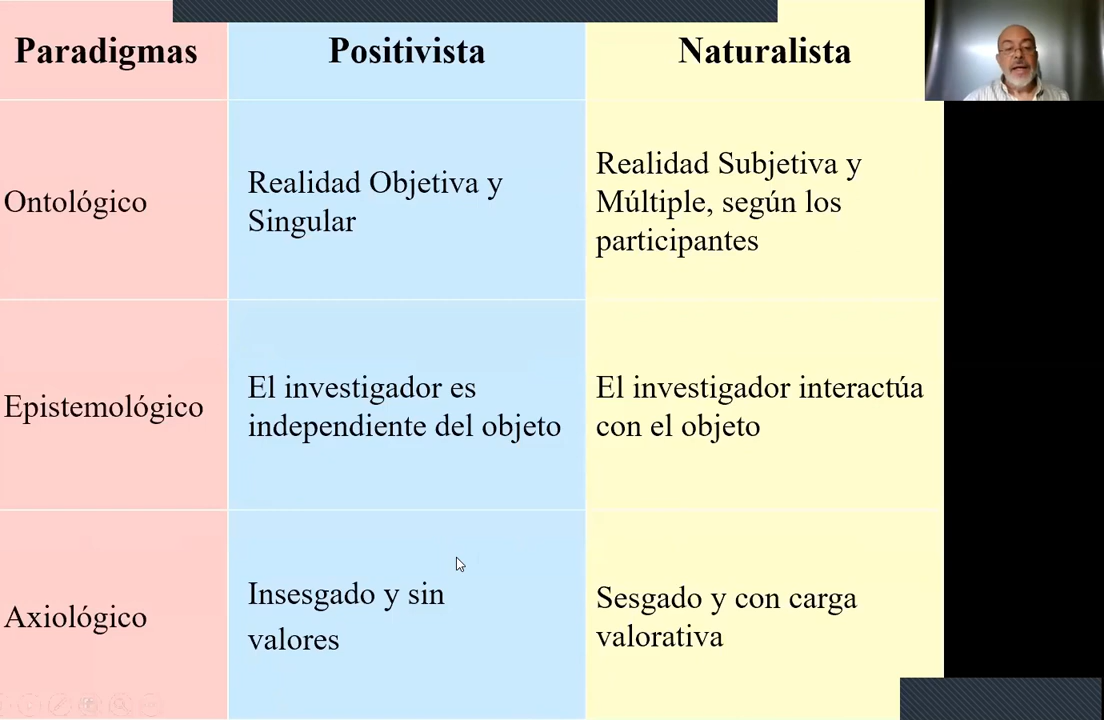 Paradigmas
Positivista
Naturalista
Ontológico
Realidad Objetiva y
Singular
Realidad Subjetiva y
Múltiple, según los
participantes
Epistemológico
El investigador es
independiente del objeto
El investigador interactúa
con el objeto
Axiológico
Insesgado y sin
valores
Sesgado y con carga
valorativa